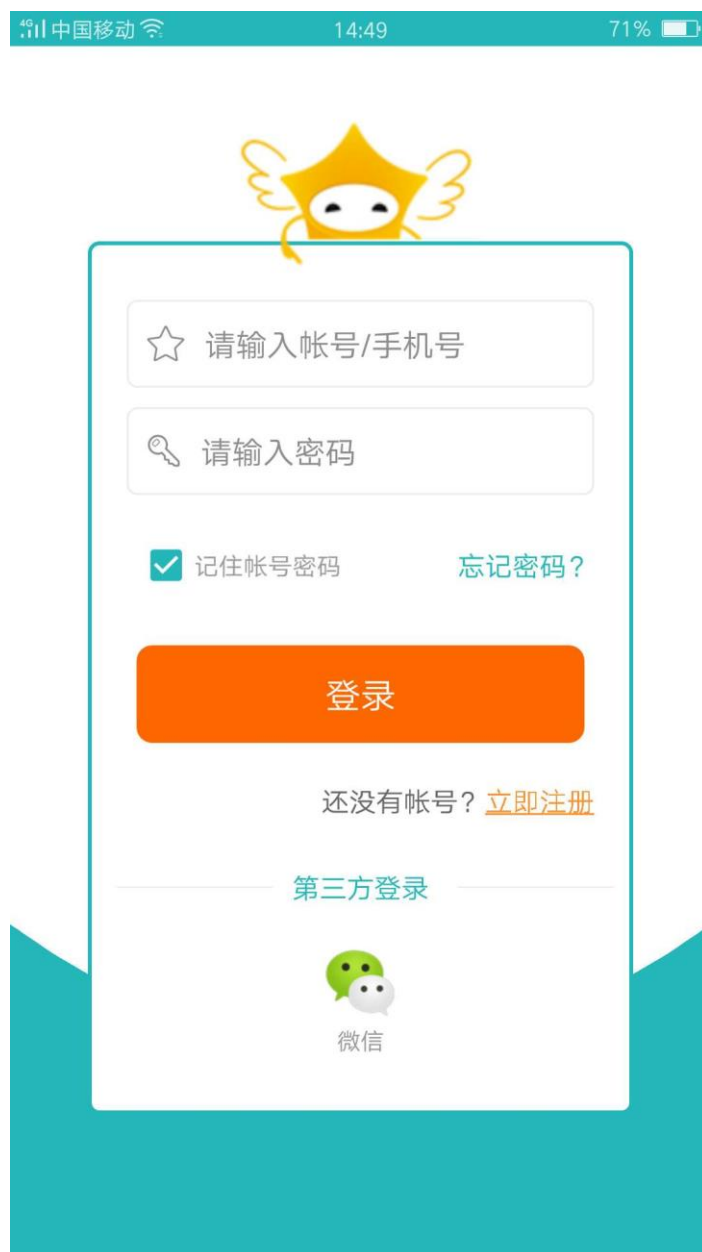 4G 中国移动 14:49 71%
请输入帐号/手机号
请输入密码
记住帐号密码 忘记密码?
登录
还没有帐号? 立即注册
第三方登录
微信